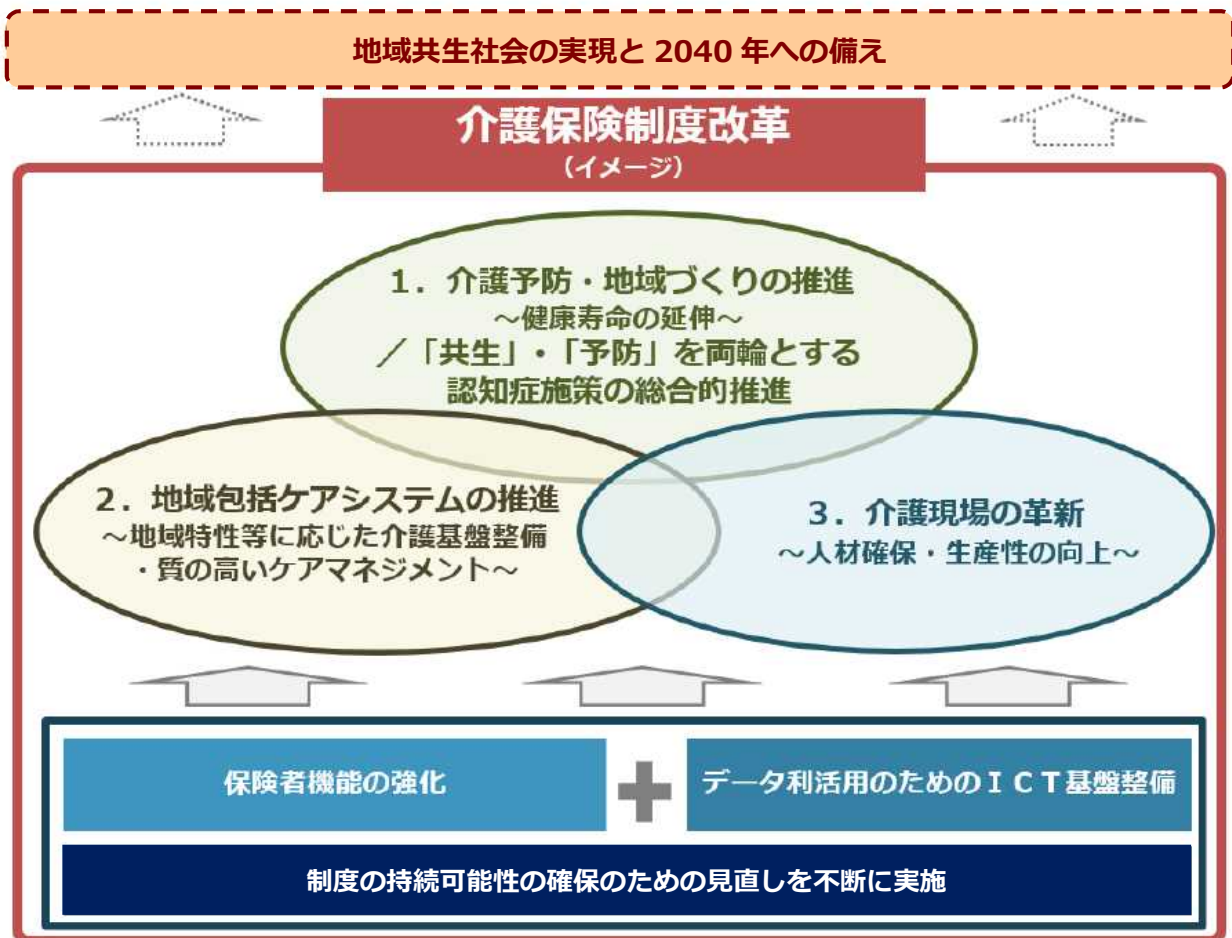 地域共生社会の実現と 2040 年への備え
介護保険制度改革
（イメージ）
１．介護予防・地域づくりの推進
～健康寿命の延伸～
／「共生」・「予防」を両輪とする
認知症施策の総合的推進
２．地域包括ケアシステムの推進
～地域特性等に応じた介護基盤整備
・質の高いケアマネジメント～
３．介護現場の革新
～人材確保・生産性の向上～
保険者機能の強化
データ利活用のためのＩＣＴ基盤整備
制度の持続可能性の確保のための見直しを不断に実施